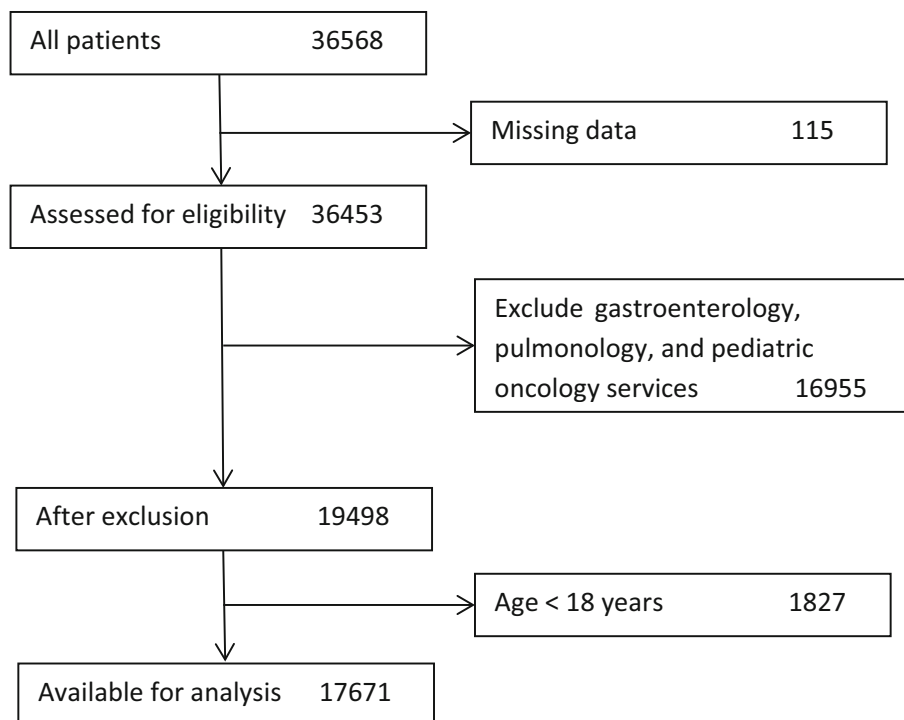 All patients 36568
Missing data 115
Assessed for eligibility 36453
Exclude gastroenterology,
pulmonology, and pediatric
oncology services 16955
After exclusion 19498
Age < 18 years 1827
Available for analysis 17671